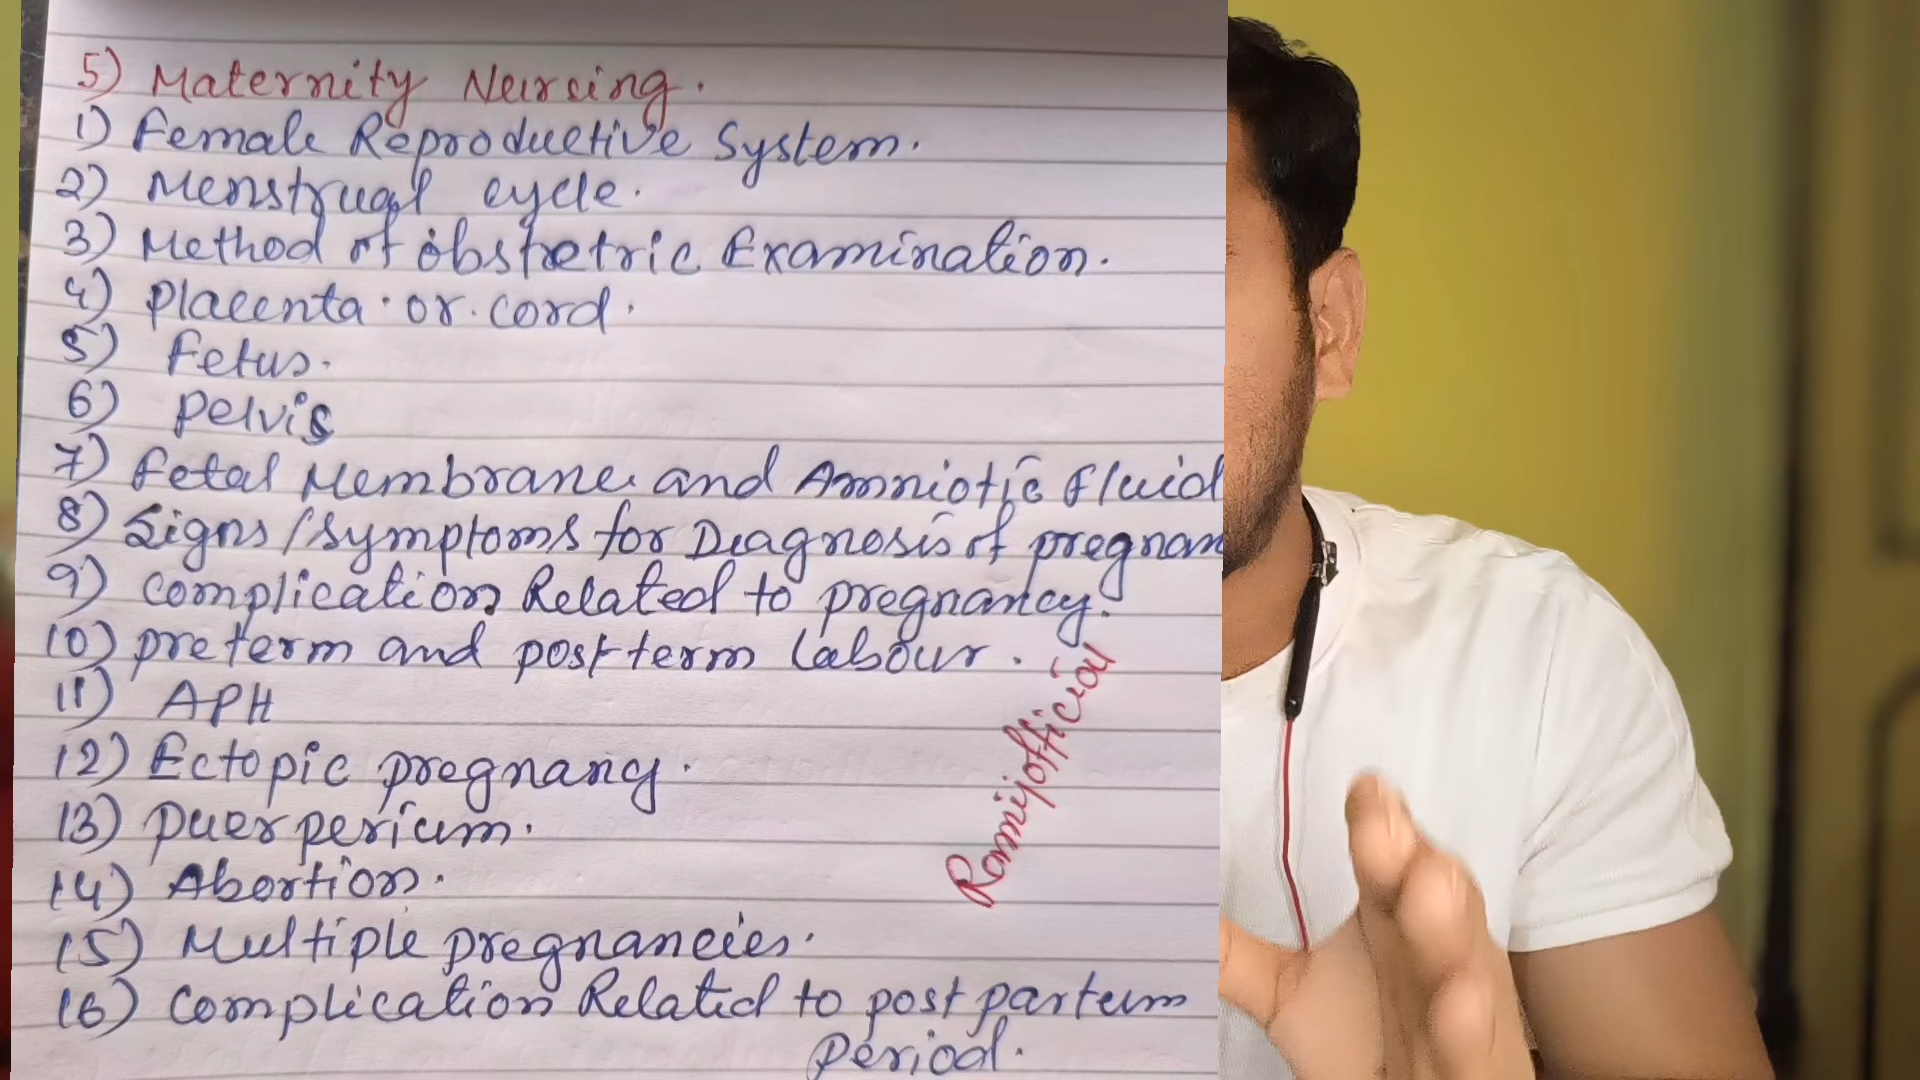 5) Maternity Nursing.
1) Female Reproductive System.
2) Menstrual cycle.
3) Method of obstretric Examination.
4) Placenta or cord.
5) Fetus.
6) Pelvis
7) Fetal Membrane and Amniotic Fluid
8) Signs/symptoms for Diagnosis of pregnan
9) Complication Related to pregnancy.
10) preterm and post term labour.
11) APH
12) Ectopic pregnancy.
13) Puerperium.
14) Abortion.
15) Multiple pregnancies.
16) Complication Related to post partum
Period.
Romijofficial